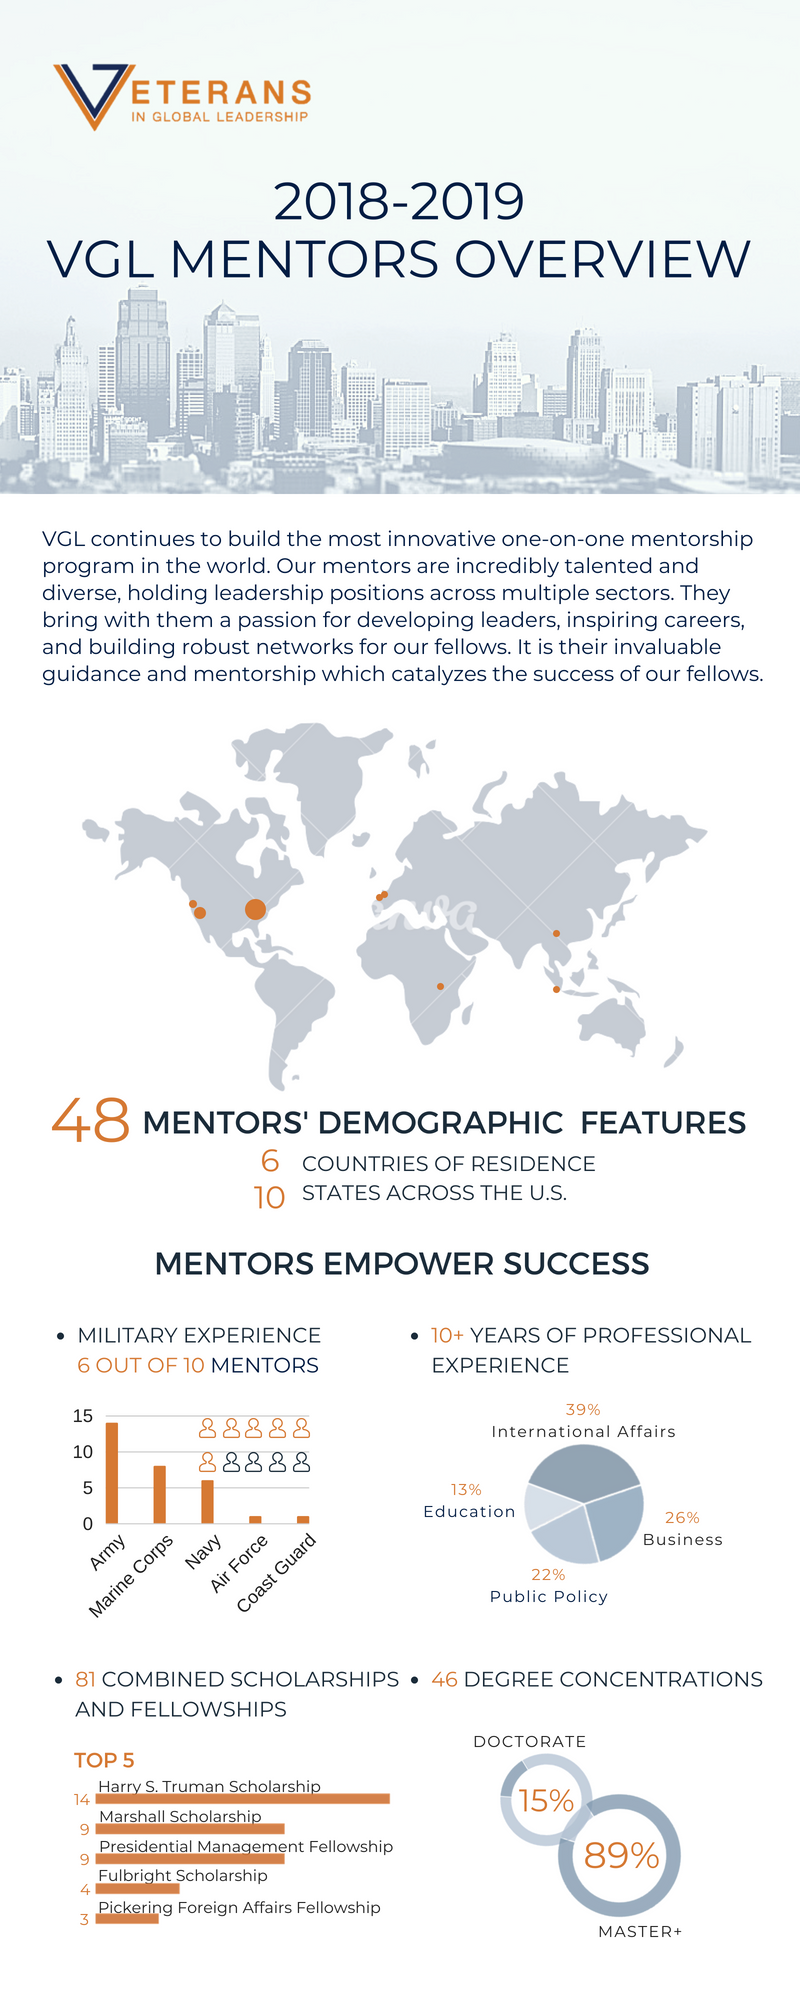 VETERANS
IN GLOBAL LEADERSHIP
2018-2019
VGL MENTORS OVERVIEW
VGL continues to build the most innovative one-on-one mentorship
program in the world. Our mentors are incredibly talented and
diverse, holding leadership positions across multiple sectors. They
bring with them a passion for developing leaders, inspiring careers,
and building robust networks for our fellows. It is their invaluable
guidance and mentorship which catalyzes the success of our fellows.
48 MENTORS' DEMOGRAPHIC FEATURES
6 COUNTRIES OF RESIDENCE
10 STATES ACROSS THE U.S.
MENTORS EMPOWER SUCCESS
• MILITARY EXPERIENCE
6 OUT OF 10 MENTORS
15
10
5
0
Army
Marine Corps
Navy
Air Force
Coast Guard
• 10+ YEARS OF PROFESSIONAL
EXPERIENCE
39%
International Affairs
13%
Education
26%
Business
22%
Public Policy
• 81 COMBINED SCHOLARSHIPS
AND FELLOWSHIPS
TOP 5
Harry S. Truman Scholarship
14
Marshall Scholarship
9
Presidential Management Fellowship
9
Fulbright Scholarship
4
Pickering Foreign Affairs Fellowship
3
• 46 DEGREE CONCENTRATIONS
DOCTORATE
15%
89%
MASTER+